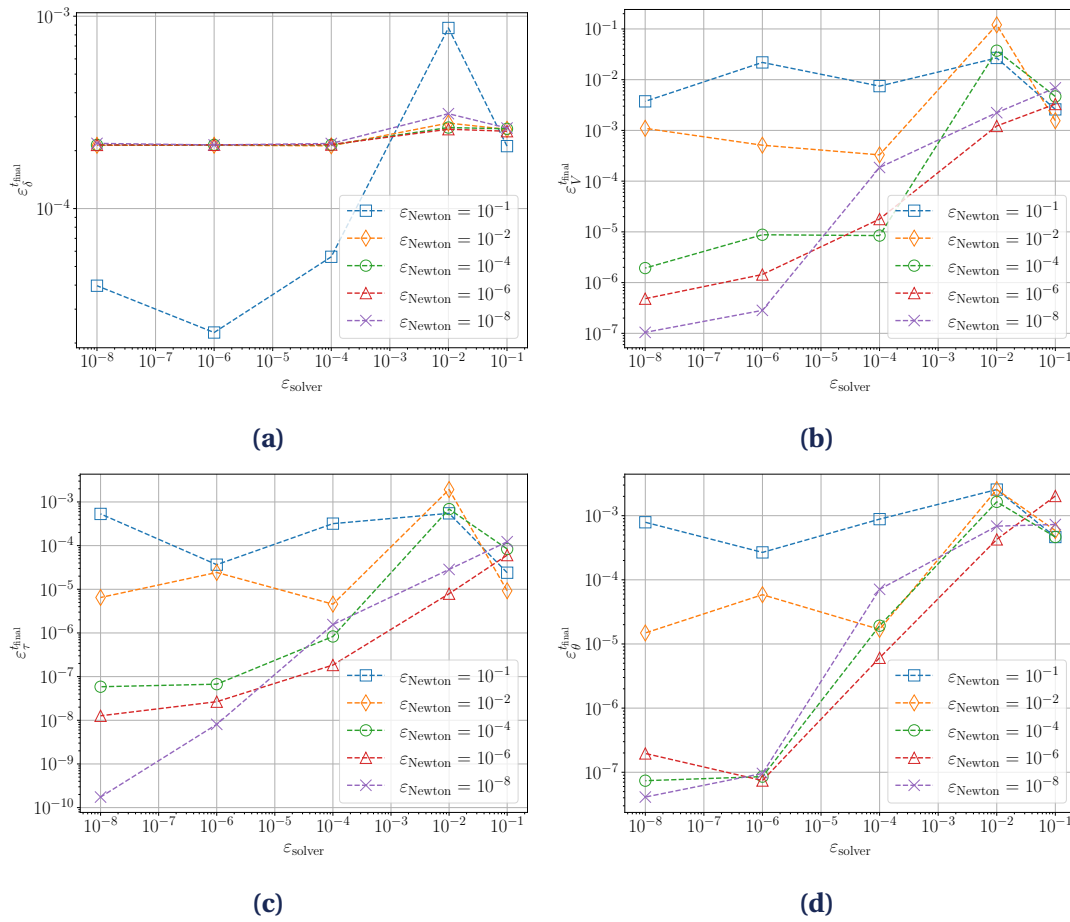 10⁻³
10⁻⁴
ε_δ^{t_final}
10⁻⁸ 10⁻⁷ 10⁻⁶ 10⁻⁵ 10⁻⁴ 10⁻³ 10⁻² 10⁻¹
ε_solver
ε_Newton = 10⁻¹
ε_Newton = 10⁻²
ε_Newton = 10⁻⁴
ε_Newton = 10⁻⁶
ε_Newton = 10⁻⁸
(a)
10⁻¹
10⁻²
10⁻³
10⁻⁴
10⁻⁵
10⁻⁶
10⁻⁷
ε_V^{t_final}
10⁻⁸ 10⁻⁷ 10⁻⁶ 10⁻⁵ 10⁻⁴ 10⁻³ 10⁻² 10⁻¹
ε_solver
ε_Newton = 10⁻¹
ε_Newton = 10⁻²
ε_Newton = 10⁻⁴
ε_Newton = 10⁻⁶
ε_Newton = 10⁻⁸
(b)
10⁻³
10⁻⁴
10⁻⁵
10⁻⁶
10⁻⁷
10⁻⁸
10⁻⁹
10⁻¹⁰
ε_τ^{t_final}
10⁻⁸ 10⁻⁷ 10⁻⁶ 10⁻⁵ 10⁻⁴ 10⁻³ 10⁻² 10⁻¹
ε_solver
ε_Newton = 10⁻¹
ε_Newton = 10⁻²
ε_Newton = 10⁻⁴
ε_Newton = 10⁻⁶
ε_Newton = 10⁻⁸
(c)
10⁻³
10⁻⁴
10⁻⁵
10⁻⁶
10⁻⁷
ε_θ^{t_final}
10⁻⁸ 10⁻⁷ 10⁻⁶ 10⁻⁵ 10⁻⁴ 10⁻³ 10⁻² 10⁻¹
ε_solver
ε_Newton = 10⁻¹
ε_Newton = 10⁻²
ε_Newton = 10⁻⁴
ε_Newton = 10⁻⁶
ε_Newton = 10⁻⁸
(d)